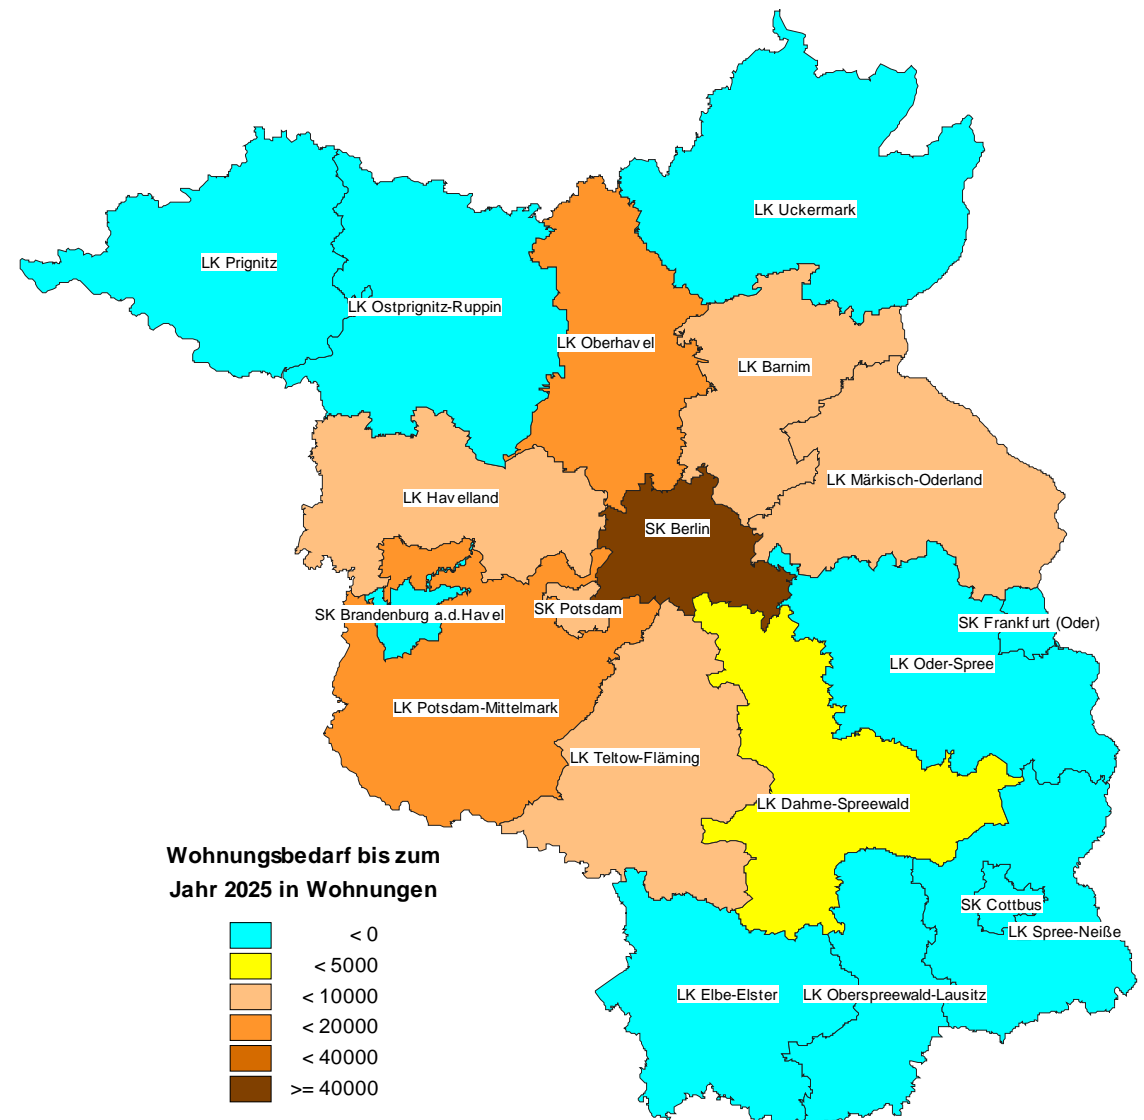 LK Uckermark
LK Prignitz
LK Ostprignitz-Ruppin
LK Oberhavel
LK Barnim
LK Märkisch-Oderland
LK Havelland
SK Berlin
SK Potsdam
SK Brandenburg a.d.Havel
SK Frankfurt (Oder)
LK Oder-Spree
LK Potsdam-Mittelmark
LK Teltow-Fläming
LK Dahme-Spreewald
Wohnungsbedarf bis zum
Jahr 2025 in Wohnungen
SK Cottbus
LK Spree-Neiße
< 0
< 5000
< 10000
< 20000
< 40000
>= 40000
LK Elbe-Elster
LK Oberspreewald-Lausitz